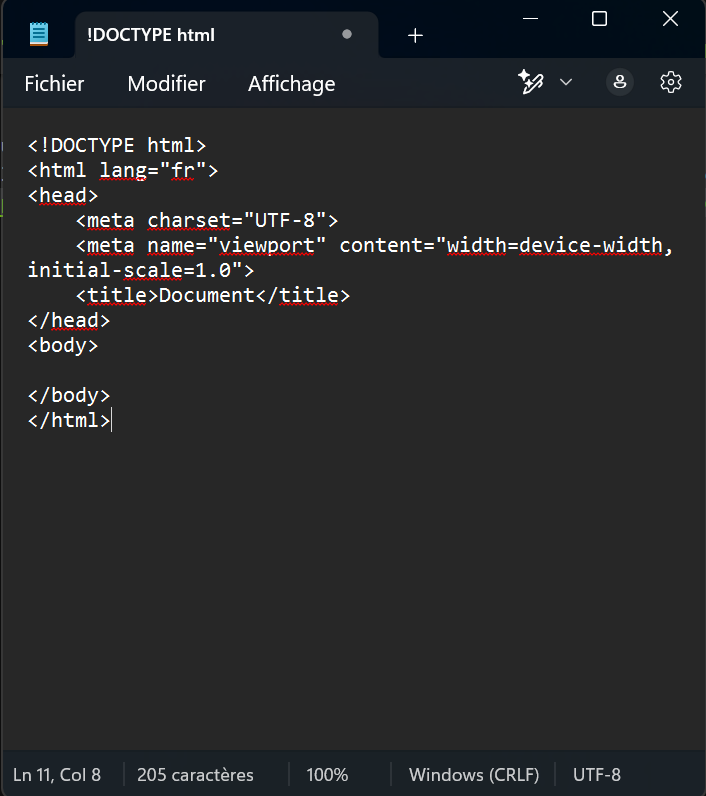 !DOCTYPE html
Fichier Modifier Affichage
<!DOCTYPE html>
<html lang="fr">
<head>
    <meta charset="UTF-8">
    <meta name="viewport" content="width=device-width,
initial-scale=1.0">
    <title>Document</title>
</head>
<body>

</body>
</html>
Ln 11, Col 8 205 caractères 100% Windows (CRLF) UTF-8